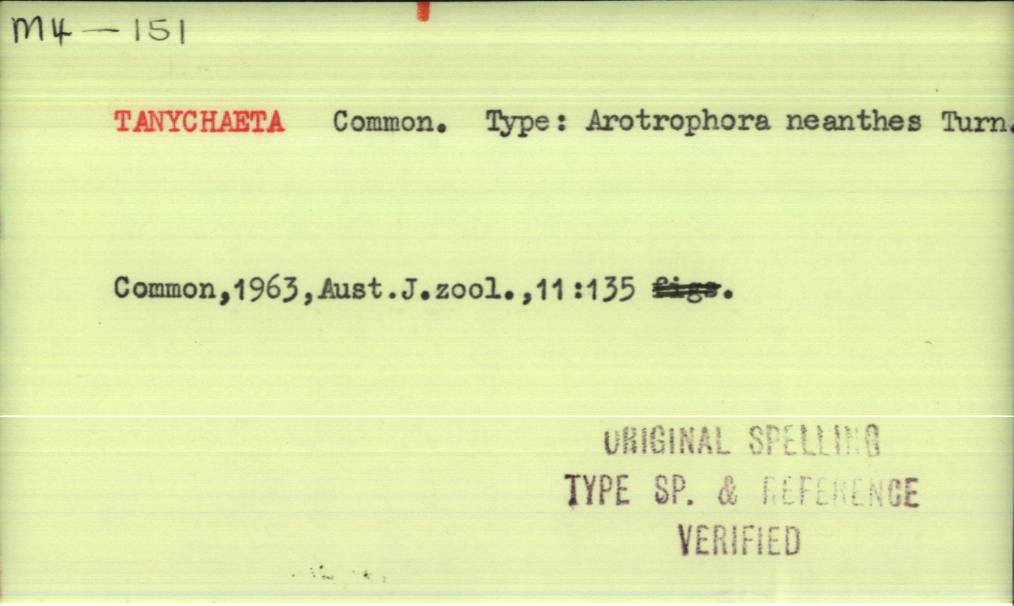 M4 — 151
TANYCHAETA Common. Type: Arotrophora neanthes Turn.
Common,1963,Aust.J.zool.,11:135 figs.
ORIGINAL SPELLING
TYPE SP. & REFERENCE
VERIFIED